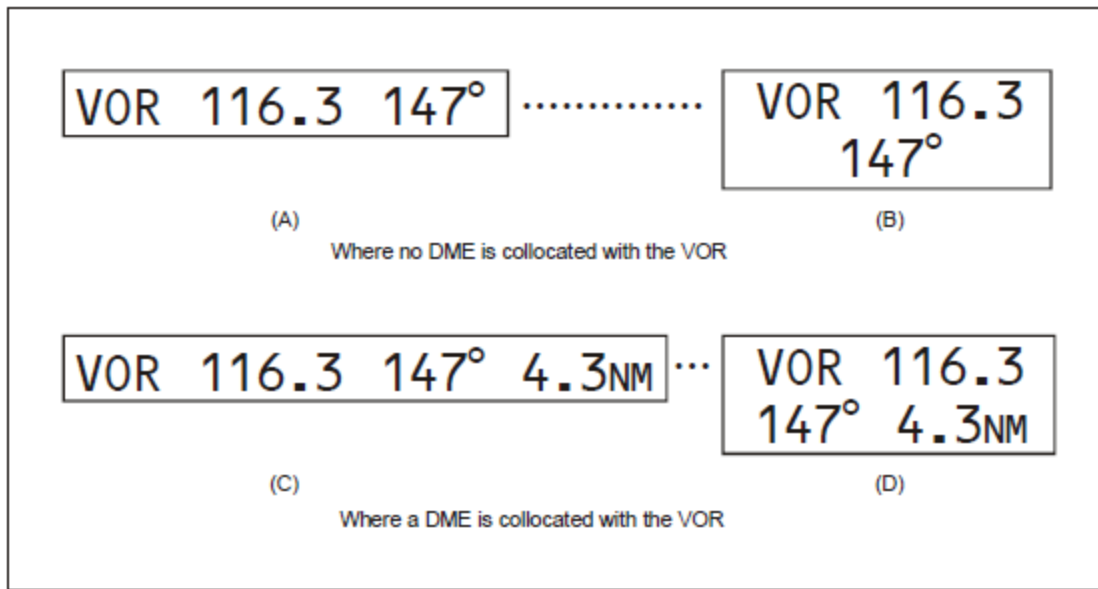 VOR 116.3 147°
VOR 116.3
147°
(A)
(B)
Where no DME is collocated with the VOR
VOR 116.3 147° 4.3NM
VOR 116.3
147° 4.3NM
(C)
(D)
Where a DME is collocated with the VOR